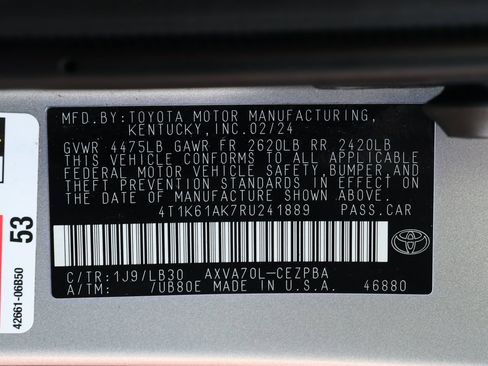 MFD.BY:TOYOTA MOTOR MANUFACTURING,
KENTUCKY, INC.02/24
GVWR 4475LB GAWR FR 2620LB RR 2420LB
THIS VEHICLE CONFORMS TO ALL APPLICABLE
FEDERAL MOTOR VEHICLE SAFETY,BUMPER,AND
THEFT PREVENTION STANDARDS IN EFFECT ON
THE DATE OF MANUFACTURE SHOWN ABOVE.
4T1K61AK7RU241889 PASS.CAR
C/TR:1J9/LB30 AXVA70L-CEZPBA
A/TM: /UB80E MADE IN U.S.A. 46880
53
42661-06B50